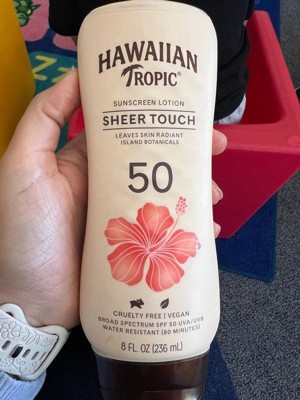 HAWAIIAN
TROPIC®
SUNSCREEN LOTION
SHEER TOUCH
LEAVES SKIN RADIANT
ISLAND BOTANICALS
50
CRUELTY FREE | VEGAN
BROAD SPECTRUM SPF 50 UVA/UVB
WATER RESISTANT (80 MINUTES)
8 FL. OZ (236 mL)